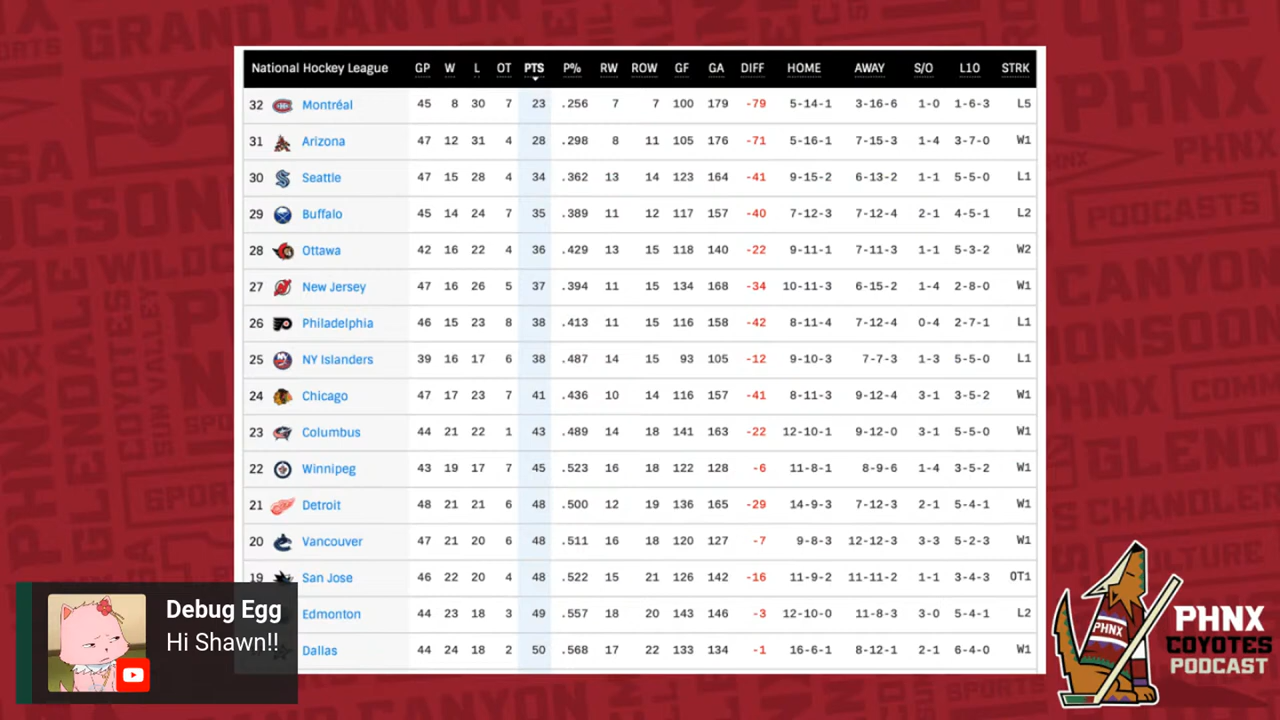 National Hockey League GP W L OT PTS P% RW ROW GF GA DIFF HOME AWAY S/O L10 STRK
32 Montréal 45 8 30 7 23 .256 7 7 100 179 -79 5-14-1 3-16-6 1-0 1-6-3 L5
31 Arizona 47 12 31 4 28 .298 8 11 105 176 -71 5-16-1 7-15-3 1-4 3-7-0 W1
30 Seattle 47 15 28 4 34 .362 13 14 123 164 -41 9-15-2 6-13-2 1-1 5-5-0 L1
29 Buffalo 45 14 24 7 35 .389 11 12 117 157 -40 7-12-3 7-12-4 2-1 4-5-1 L2
28 Ottawa 42 16 22 4 36 .429 13 15 118 140 -22 9-11-1 7-11-3 1-1 5-3-2 W2
27 New Jersey 47 16 26 5 37 .394 11 15 134 168 -34 10-11-3 6-15-2 1-4 2-8-0 W1
26 Philadelphia 46 15 23 8 38 .413 11 15 116 158 -42 8-11-4 7-12-4 0-4 2-7-1 L1
25 NY Islanders 39 16 17 6 38 .487 14 15 93 105 -12 9-10-3 7-7-3 1-3 5-5-0 L1
24 Chicago 47 17 23 7 41 .436 10 14 116 157 -41 8-11-3 9-12-4 3-1 3-5-2 W1
23 Columbus 44 21 22 1 43 .489 14 18 141 163 -22 12-10-1 9-12-0 3-1 5-5-0 W1
22 Winnipeg 43 19 17 7 45 .523 16 18 122 128 -6 11-8-1 8-9-6 1-4 3-5-2 W1
21 Detroit 48 21 21 6 48 .500 12 19 136 165 -29 14-9-3 7-12-3 2-1 5-4-1 W1
20 Vancouver 47 21 20 6 48 .511 16 18 120 127 -7 9-8-3 12-12-3 3-3 5-2-3 W1
19 San Jose 46 22 20 4 48 .522 15 21 126 142 -16 11-9-2 11-11-2 1-1 3-4-3 OT1
Edmonton 44 23 18 3 49 .557 18 20 143 146 -3 12-10-0 11-8-3 3-0 5-4-1 L2
Dallas 44 24 18 2 50 .568 17 22 133 134 -1 16-6-1 8-12-1 2-1 6-4-0 W1
Debug Egg
Hi Shawn!!
PHNX
PHNX
COYOTES
PODCAST
GRAND CANYON
48TH
PHNX
PODCASTS
GLENDALE
COYOTES
SUN VALLEY
WILDC
TUCSON
CANYON
MONSOON
PHNX
COMM
GLEND
CHANDLER
CULTURE